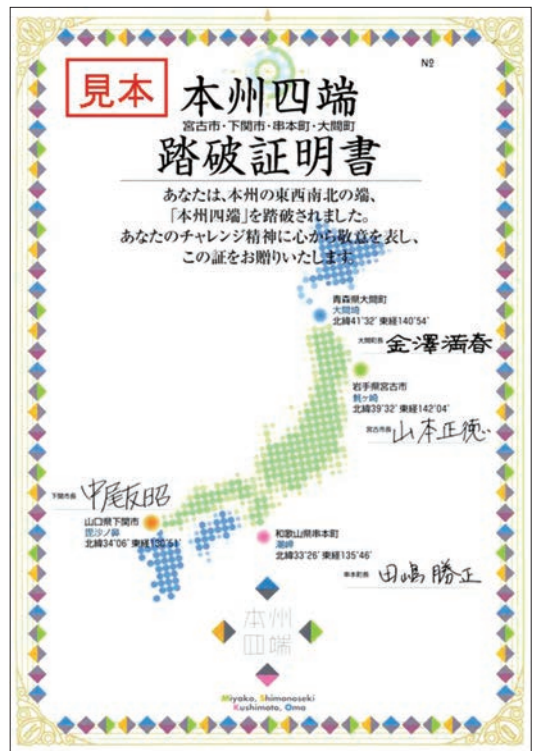 №
見本
本州四端
宮古市・下関市・串本町・大間町
踏破証明書
あなたは、本州の東西南北の端、
「本州四端」を踏破されました。
あなたのチャレンジ精神に心から敬意を表し、
この証をお贈りいたします。
青森県大間町
大間埼
北緯41°32′ 東経140°54′
大間町長 金澤満春
岩手県宮古市
北緯39°32′ 東経142°04′
宮古市長 山本正徳
下関市長 中尾友昭
山口県下関市
毘沙ノ鼻
北緯34°06′ 東経130°51′
和歌山県串本町
潮岬
北緯33°26′ 東経135°46′
串本町長 田嶋勝正
本州
四端
Miyako, Shimonoseki
Kushimoto, Oma